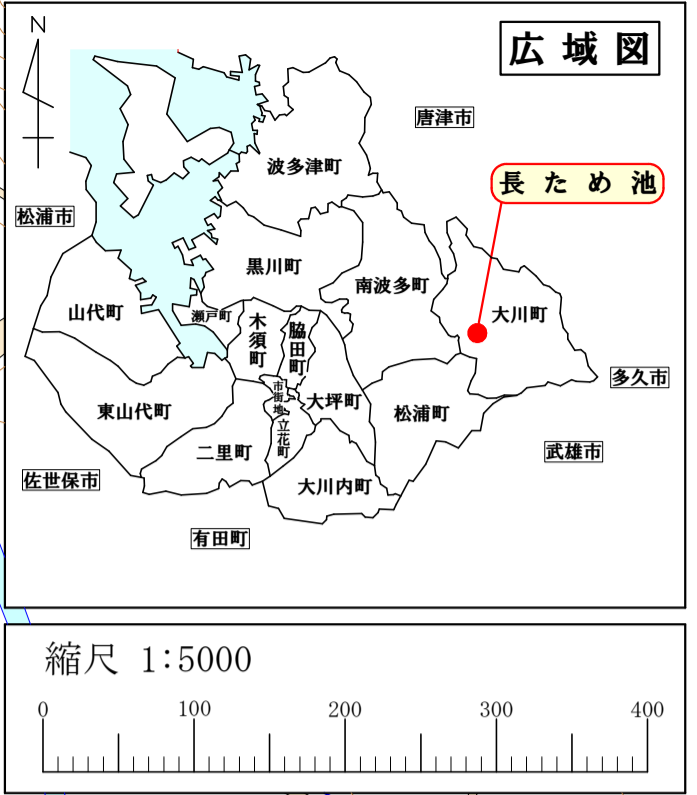 N
広域図
唐津市
波多津町
長ため池
松浦市
黒川町
南波多町
山代町
瀬戸町
大川町
木須町
脇田町
多久市
市街地
大坪町
東山代町
松浦町
立花町
二里町
武雄市
佐世保市
大川内町
有田町
縮尺 1:5000
0 100 200 300 400